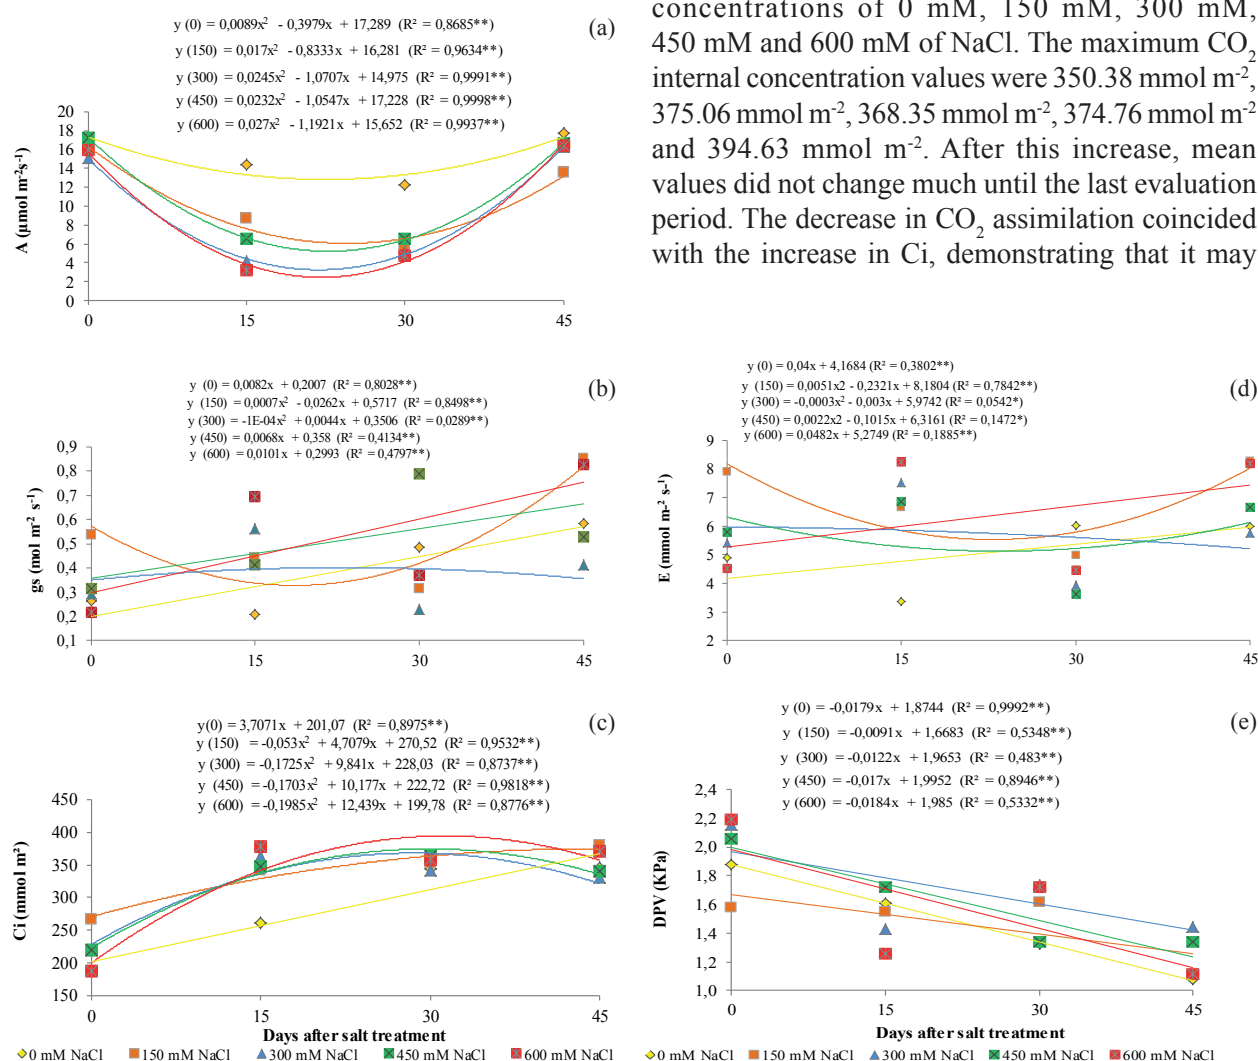 y (0) = 0,0089x² - 0,3979x + 17,289 (R² = 0,8685**)
y (150) = 0,017x² - 0,8333x + 16,281 (R² = 0,9634**)
y (300) = 0,0245x² - 1,0707x + 14,975 (R² = 0,9991**)
y (450) = 0,0232x² - 1,0547x + 17,228 (R² = 0,9998**)
y (600) = 0,027x² - 1,1921x + 15,652 (R² = 0,9937**)
(a)
20
18
16
14
12
10
8
6
4
2
0
A (µmol m⁻²s⁻¹)
0 15 30 45
concentrations of 0 mM, 150 mM, 300 mM,
450 mM and 600 mM of NaCl. The maximum CO₂
internal concentration values were 350.38 mmol m⁻²,
375.06 mmol m⁻², 368.35 mmol m⁻², 374.76 mmol m⁻²
and 394.63 mmol m⁻². After this increase, mean
values did not change much until the last evaluation
period. The decrease in CO₂ assimilation coincided
with the increase in Ci, demonstrating that it may
y (0) = 0,0082x + 0,2007 (R² = 0,8028**)
y (150) = 0,0007x² - 0,0262x + 0,5717 (R² = 0,8498**)
y (300) = -1E-04x² + 0,0044x + 0,3506 (R² = 0,0289**)
y (450) = 0,0068x + 0,358 (R² = 0,4134**)
y (600) = 0,0101x + 0,2993 (R² = 0,4797**)
(b)
0,9
0,8
0,7
0,6
0,5
0,4
0,3
0,2
0,1
gs (mol m⁻² s⁻¹)
0 15 30 45
y (0) = 0,04x + 4,1684 (R² = 0,3802**)
y (150) = 0,0051x2 - 0,2321x + 8,1804 (R² = 0,7842**)
y (300) = -0,0003x² - 0,003x + 5,9742 (R² = 0,0542*)
y (450) = 0,0022x2 - 0,1015x + 6,3161 (R² = 0,1472*)
y (600) = 0,0482x + 5,2749 (R² = 0,1885**)
(d)
9
8
7
6
5
4
3
2
E (mmol m-² s-¹)
0 15 30 45
y(0) = 3,7071x + 201,07 (R² = 0,8975**)
y (150) = -0,053x² + 4,7079x + 270,52 (R² = 0,9532**)
y (300) = -0,1725x² + 9,841x + 228,03 (R² = 0,8737**)
y (450) = -0,1703x² + 10,177x + 222,72 (R² = 0,9818**)
y (600) = -0,1985x² + 12,439x + 199,78 (R² = 0,8776**)
(c)
450
400
350
300
250
200
150
Ci (mmol m²)
0 15 30 45
Days after salt treatment
0 mM NaCl 150 mM NaCl 300 mM NaCl 450 mM NaCl 600 mM NaCl
y (0) = -0,0179x + 1,8744 (R² = 0,9992**)
y (150) = -0,0091x + 1,6683 (R² = 0,5348**)
y (300) = -0,0122x + 1,9653 (R² = 0,483**)
y (450) = -0,017x + 1,9952 (R² = 0,8946**)
y (600) = -0,0184x + 1,985 (R² = 0,5332**)
(e)
2,4
2,2
2,0
1,8
1,6
1,4
1,2
1,0
DPV (KPa)
0 15 30 45
Days after salt treatment
0 mM NaCl 150 mM NaCl 300 mM NaCl 450 mM NaCl 600 mM NaCl